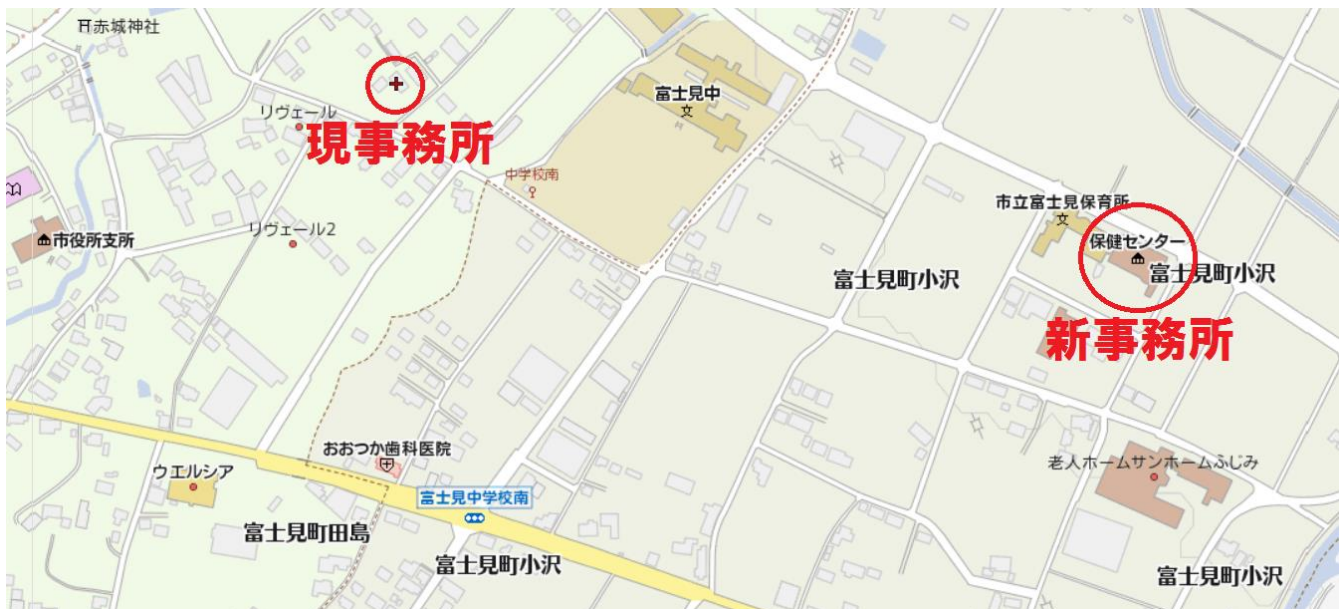 赤城神社
リヴェール
現事務所
富士見中
中学校南
市役所支所
リヴェール2
市立富士見保育所
保健センター
富士見町小沢
富士見町小沢
新事務所
おおつか歯科医院
ウエルシア
富士見中学校南
老人ホームサンホームふじみ
富士見町田島
富士見町小沢
富士見町小沢